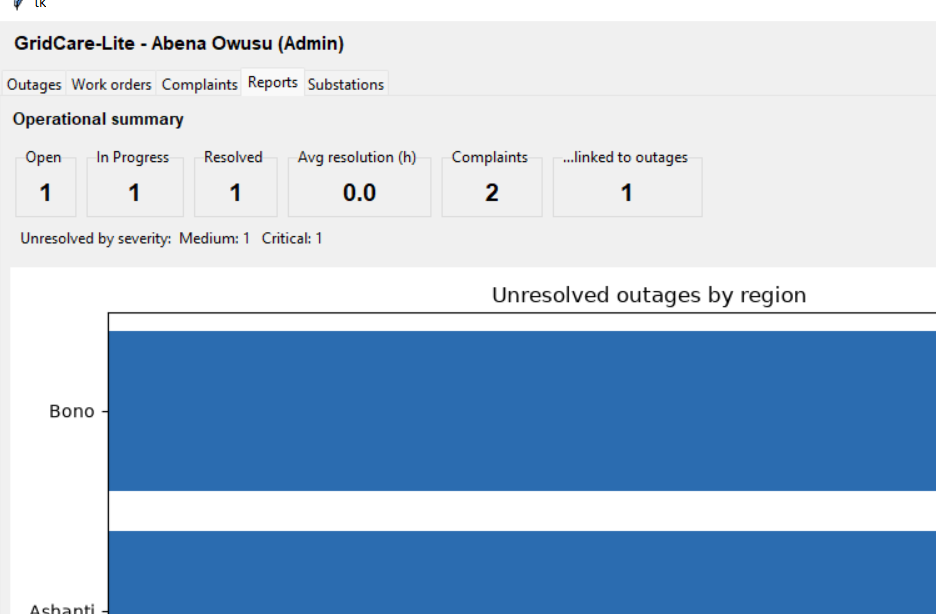 tk
GridCare-Lite - Abena Owusu (Admin)
Outages Work orders Complaints Reports Substations
Operational summary
Open In Progress Resolved Avg resolution (h) Complaints ...linked to outages
1 1 1 0.0 2 1
Unresolved by severity: Medium: 1 Critical: 1
Unresolved outages by region
Bono
Ashanti